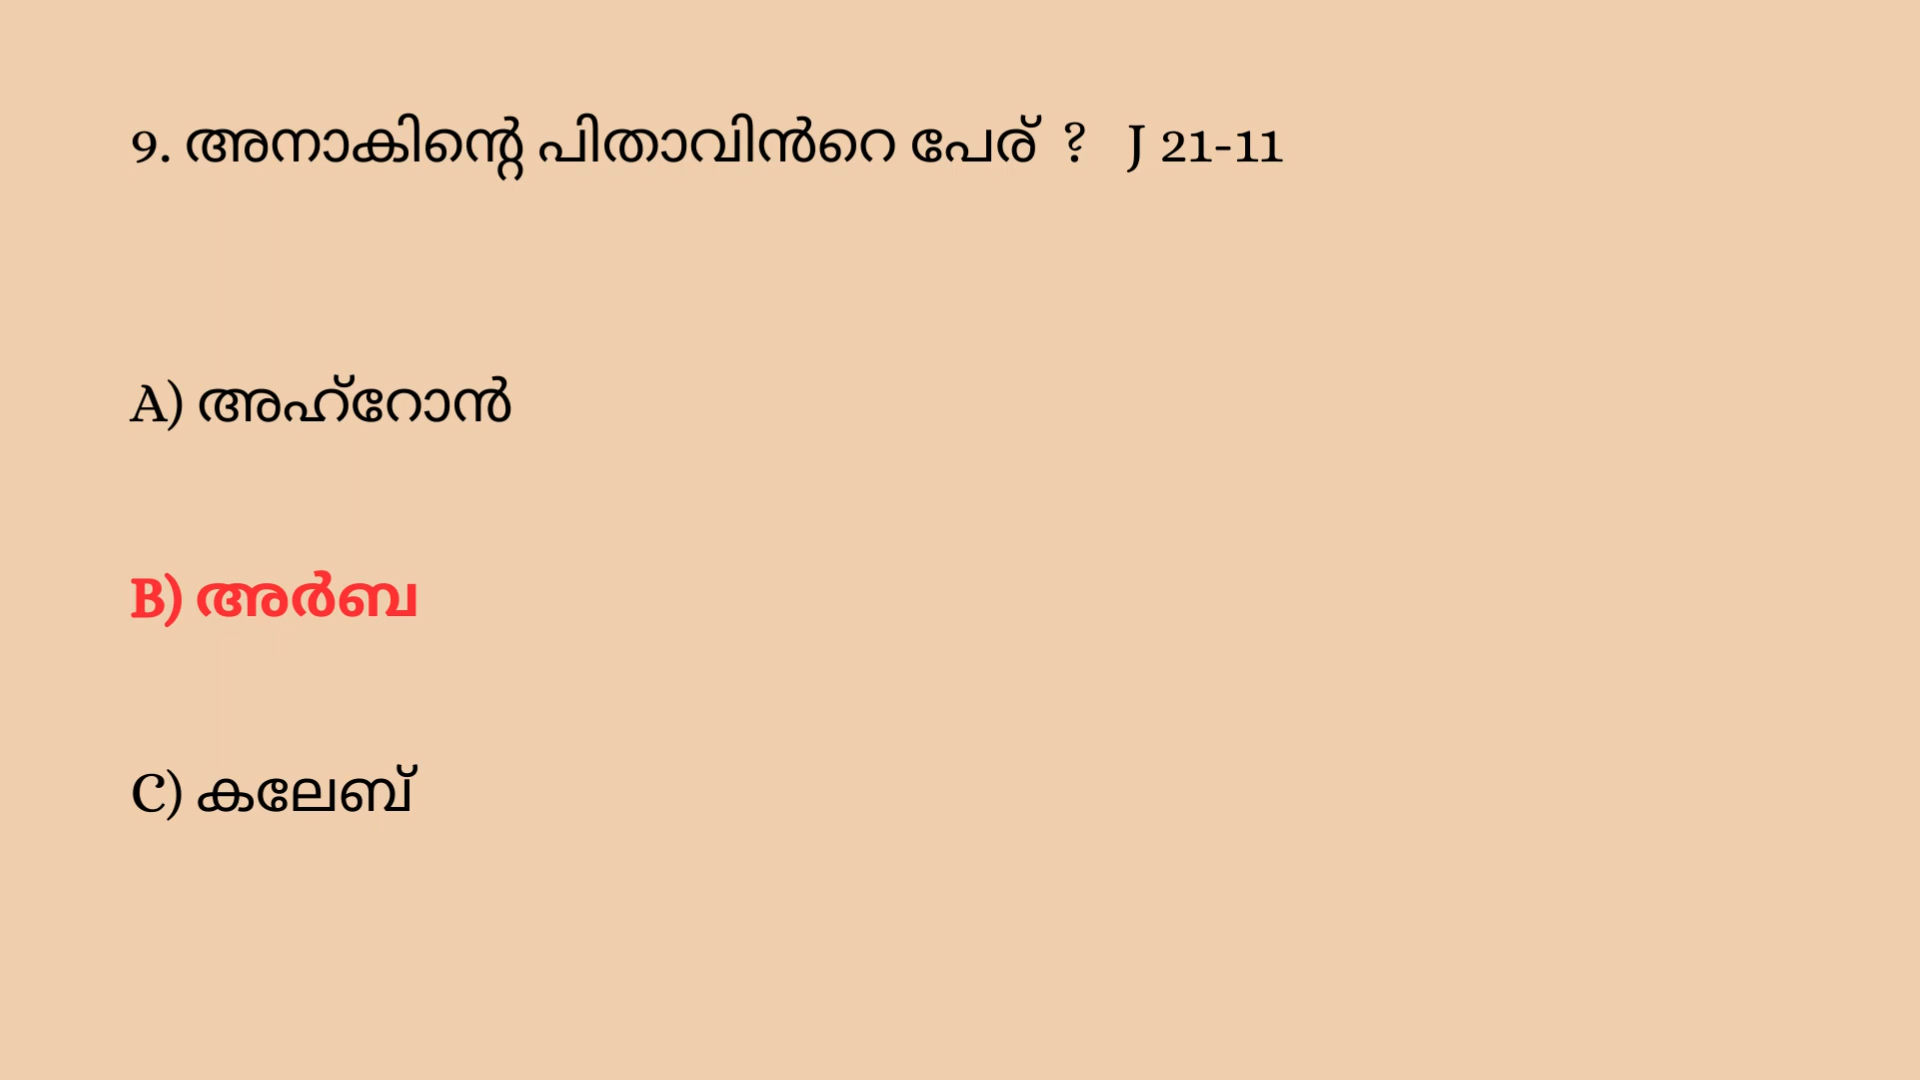 9. അനാകിന്റെ പിതാവിൻറെ പേര് ? J 21-11
A) അഹ്റോൻ
B) അർബ
C) കലേബ്